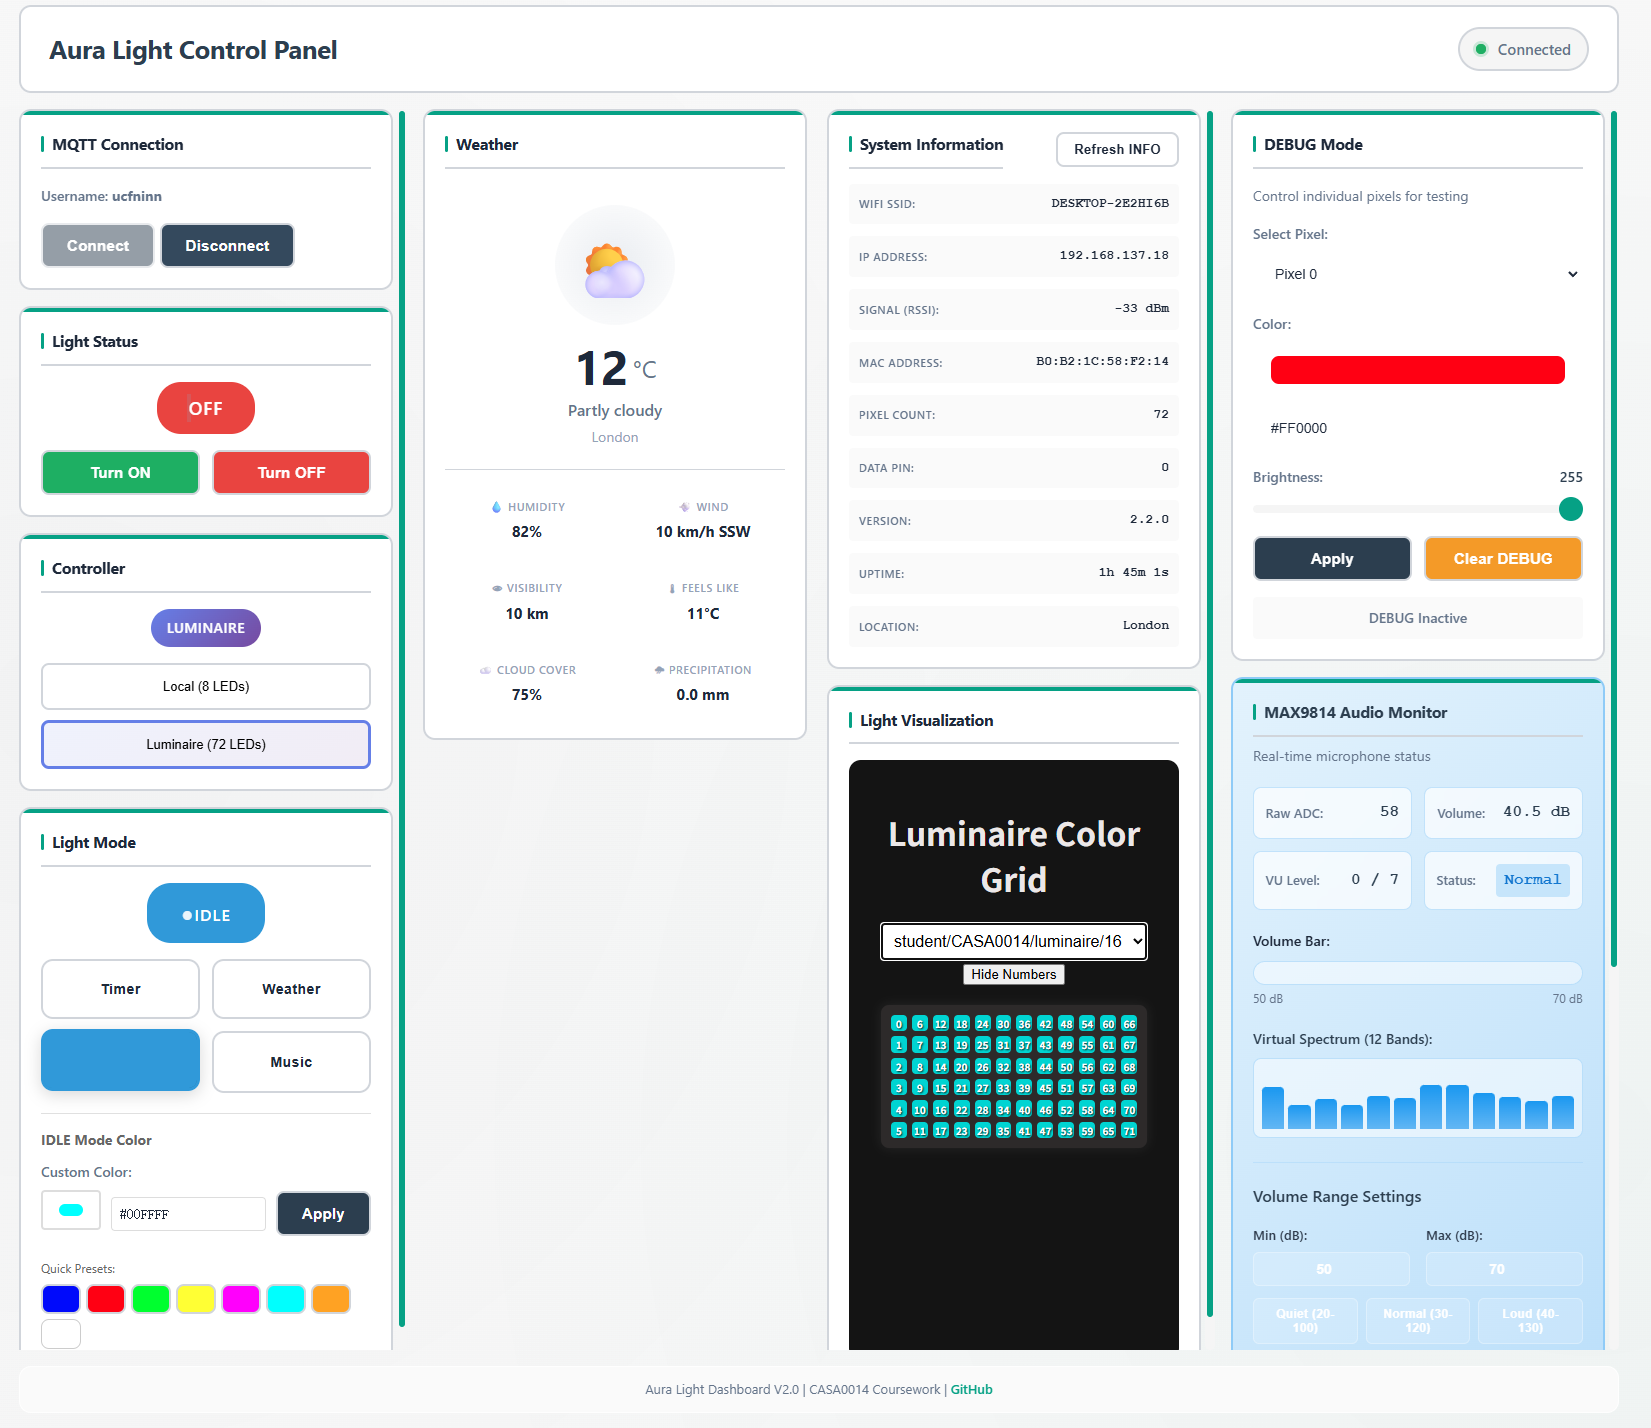 Aura Light Control Panel
Connected
MQTT Connection
Username: ucfninn
Connect
Disconnect
Light Status
OFF
Turn ON
Turn OFF
Controller
LUMINAIRE
Local (8 LEDs)
Luminaire (72 LEDs)
Light Mode
IDLE
Timer
Weather
Music
IDLE Mode Color
Custom Color:
#00FFFF
Apply
Quick Presets:
Weather
12 °C
Partly cloudy
London
HUMIDITY
82%
WIND
10 km/h SSW
VISIBILITY
10 km
FEELS LIKE
11°C
CLOUD COVER
75%
PRECIPITATION
0.0 mm
System Information
Refresh INFO
WIFI SSID: DESKTOP-2E2HI6B
IP ADDRESS: 192.168.137.18
SIGNAL (RSSI): -33 dBm
MAC ADDRESS: B0:B2:1C:58:F2:14
PIXEL COUNT: 72
DATA PIN: 0
VERSION: 2.2.0
UPTIME: 1h 45m 1s
LOCATION: London
Light Visualization
Luminaire Color
Grid
student/CASA0014/luminaire/16
Hide Numbers
0 6 12 18 24 30 36 42 48 54 60 66
1 7 13 19 25 31 37 43 49 55 61 67
2 8 14 20 26 32 38 44 50 56 62 68
3 9 15 21 27 33 39 45 51 57 63 69
4 10 16 22 28 34 40 46 52 58 64 70
5 11 17 23 29 35 41 47 53 59 65 71
DEBUG Mode
Control individual pixels for testing
Select Pixel:
Pixel 0
Color:
#FF0000
Brightness: 255
Apply
Clear DEBUG
DEBUG Inactive
MAX9814 Audio Monitor
Real-time microphone status
Raw ADC: 58
Volume: 40.5 dB
VU Level: 0 / 7
Status: Normal
Volume Bar:
50 dB
70 dB
Virtual Spectrum (12 Bands):
Volume Range Settings
Min (dB):
Max (dB):
50
70
Quiet (20-
100)
Normal (30-
120)
Loud (40-
130)
Aura Light Dashboard V2.0 | CASA0014 Coursework | GitHub